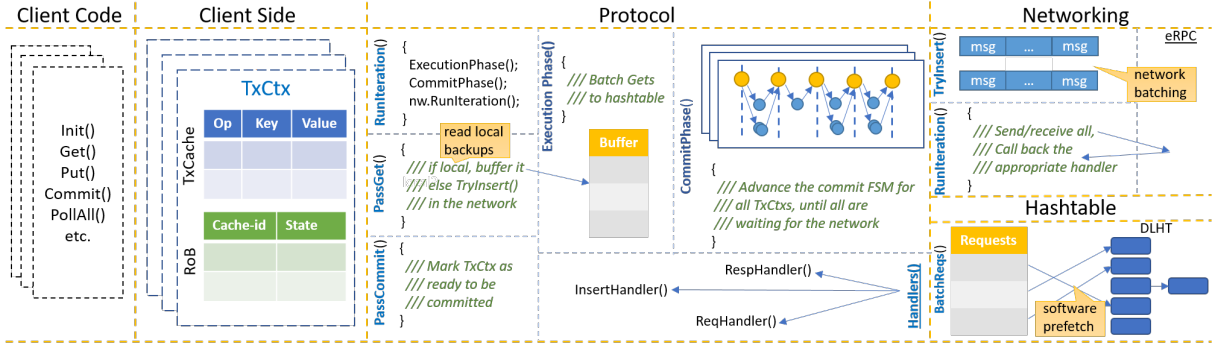 Client Code
Client Side
Protocol
Networking
Init()
Get()
Put()
Commit()
PollAll()
etc.
TxCtx
TxCache
Op Key Value
RoB
Cache-id State
RunIteration()
{
ExecutionPhase();
CommitPhase();
nw.RunIteration();
}
read local
backups
PassGet()
{
/// if local, buffer it
/// else TryInsert()
/// in the network
}
PassCommit()
{
/// Mark TxCtx as
/// ready to be
/// committed
}
Execution Phase()
{
/// Batch Gets
/// to hashtable
}
Buffer
CommitPhase()
{
/// Advance the commit FSM for
/// all TxCtxs, until all are
/// waiting for the network
}
Handlers()
RespHandler()
InsertHandler()
ReqHandler()
eRPC
TryInsert()
msg ... msg
msg ... msg
network
batching
RunIteration()
{
/// Send/receive all,
/// Call back the
/// appropriate handler
}
Hashtable
DLHT
BatchReqs()
Requests
software
prefetch